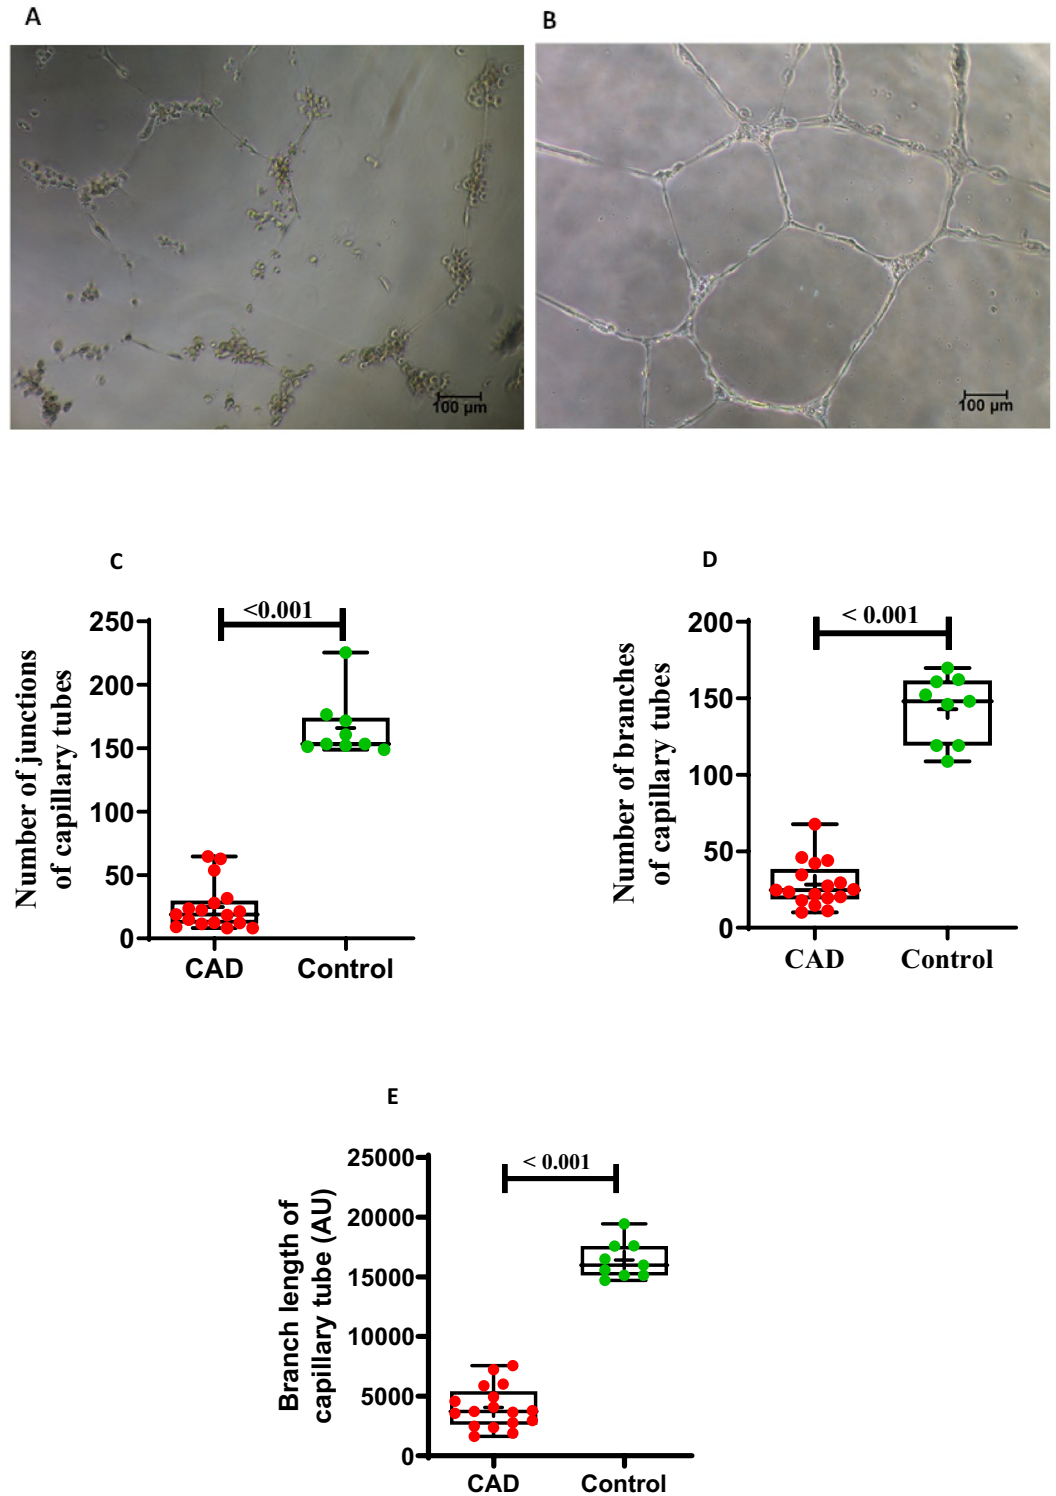 A
B
100 µm
100 µm
C
D
<0.001
< 0.001
250
200
150
100
50
0
Number of junctions
of capillary tubes
CAD
Control
200
150
100
50
0
Number of branches
of capillary tubes
CAD
Control
E
< 0.001
25000
20000
15000
10000
5000
0
Branch length of
capillary tube (AU)
CAD
Control